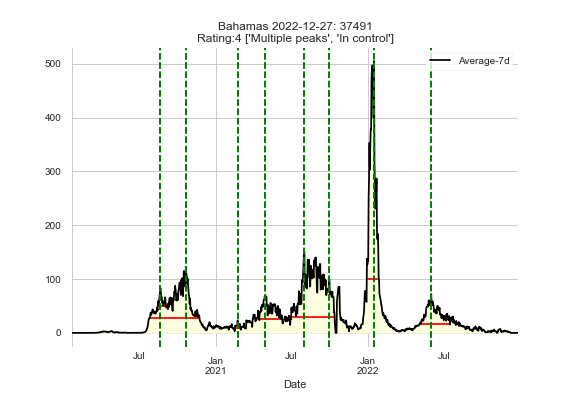 Bahamas 2022-12-27: 37491
Rating:4 ['Multiple peaks', 'In control']
Average-7d
500
400
300
200
100
0
Jul
Jan
2021
Jul
Jan
2022
Jul
Date